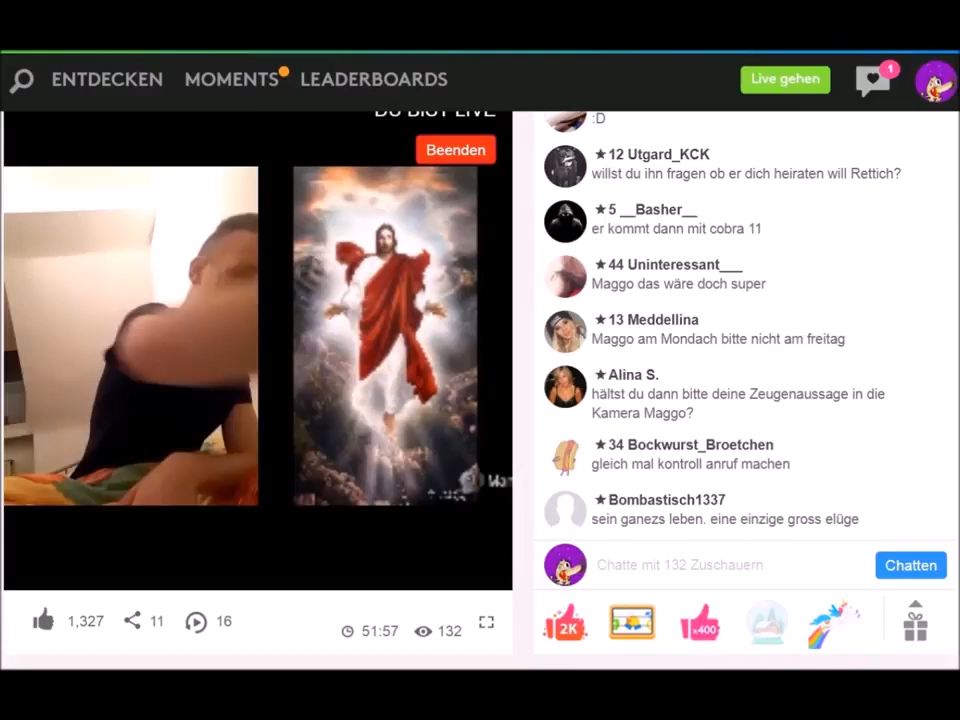 ENTDECKEN MOMENTS LEADERBOARDS Live gehen 1
DU BIST LIVE
Beenden
:D
★12 Utgard_KCK
willst du ihn fragen ob er dich heiraten will Rettich?
★5 __Basher__
er kommt dann mit cobra 11
★44 Uninteressant___
Maggo das wäre doch super
★13 Meddellina
Maggo am Mondach bitte nicht am freitag
★Alina S.
hältst du dann bitte deine Zeugenaussage in die
Kamera Maggo?
★34 Bockwurst_Broetchen
gleich mal kontroll anruf machen
★Bombastisch1337
sein ganezs leben. eine einzige gross elüge
Chatte mit 132 Zuschauern Chatten
1,327 11 16 51:57 132
2K x400